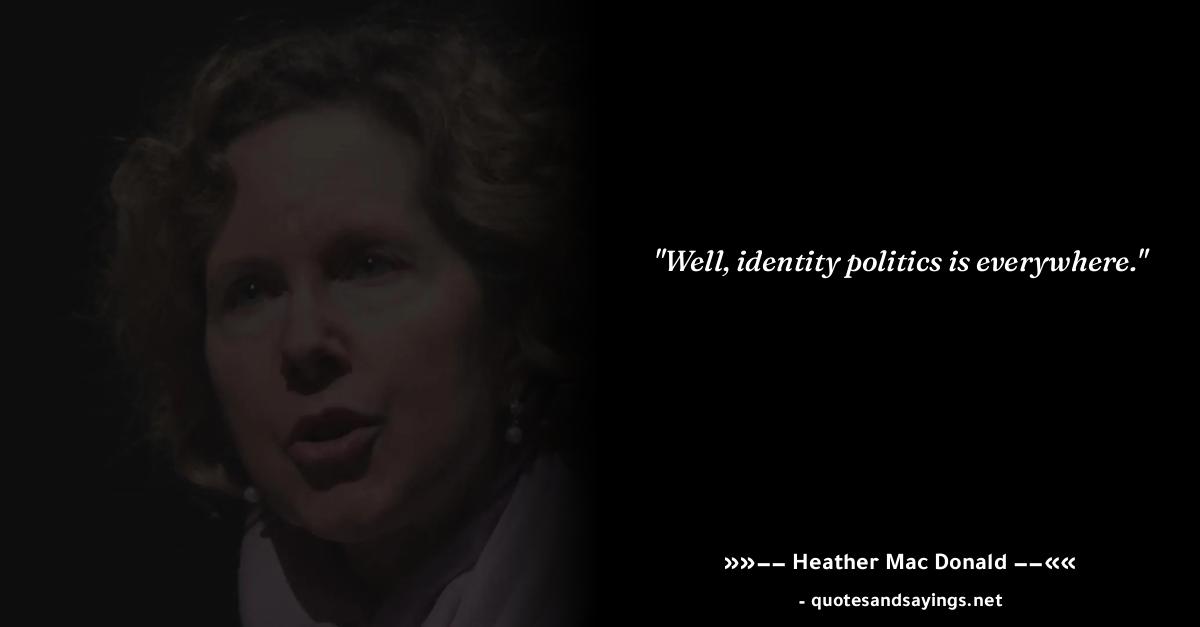 "Well, identity politics is everywhere."
»»−− Heather Mac Donald −−««
- quotesandsayings.net